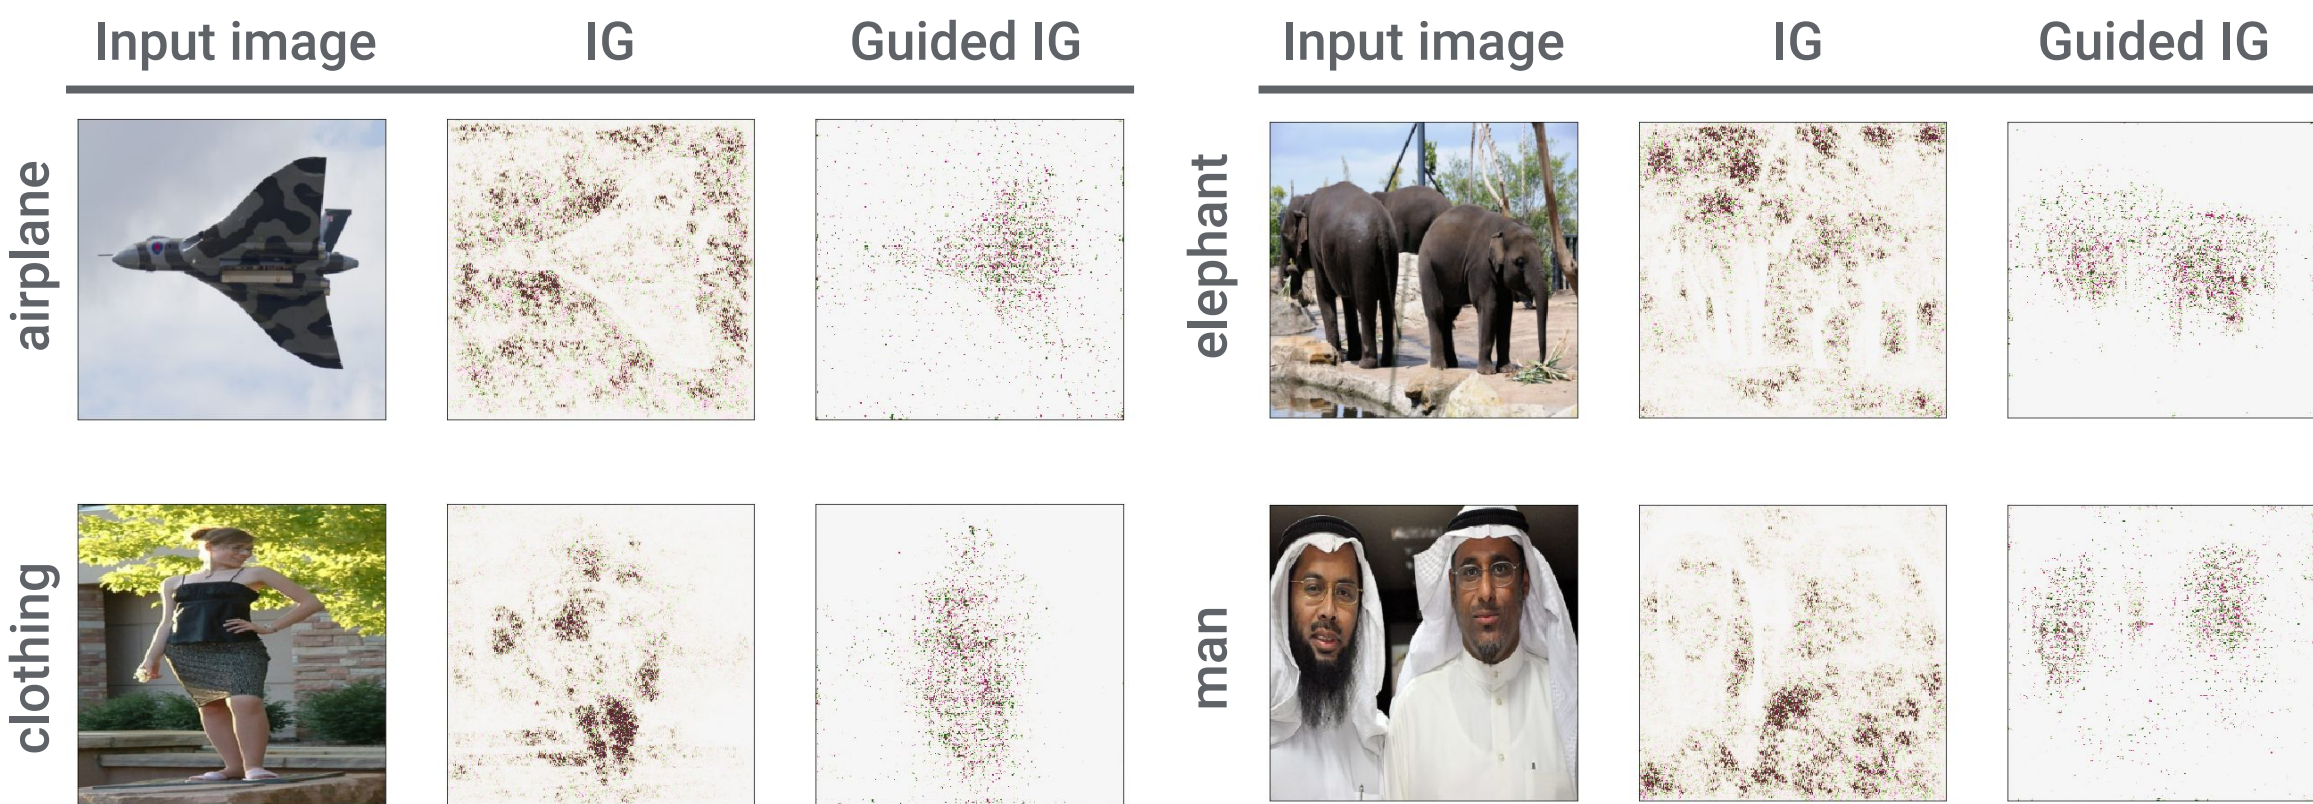 Input image IG Guided IG Input image IG Guided IG
airplane
elephant
clothing
man